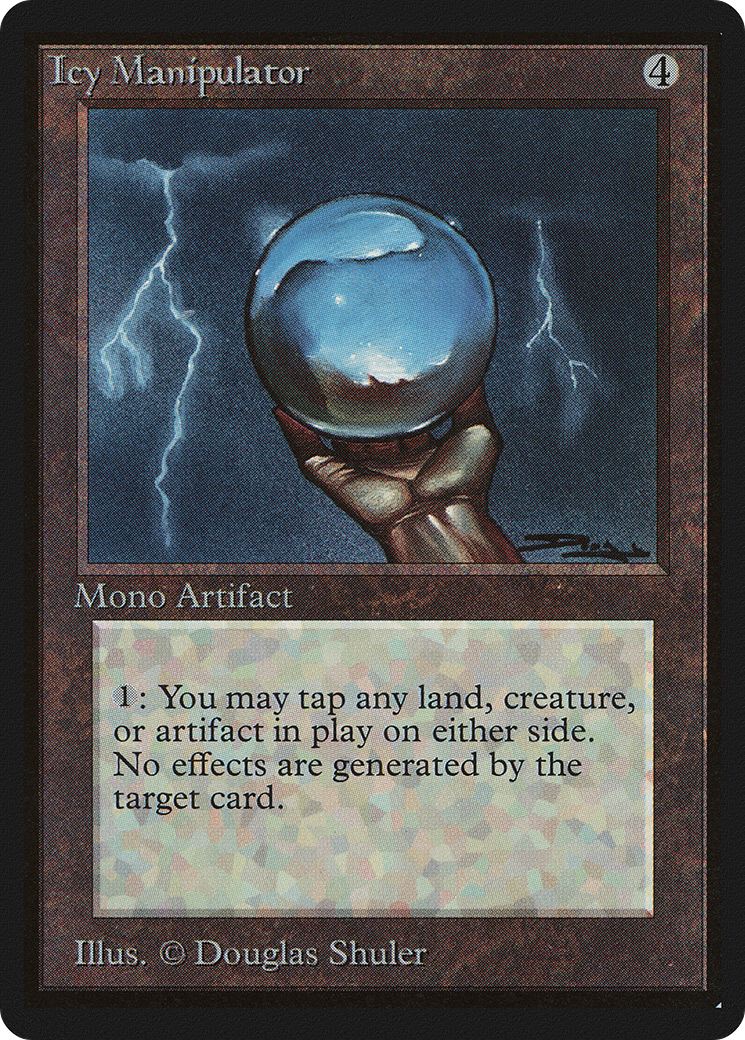 Icy Manipulator 4
Mono Artifact
1: You may tap any land, creature,
or artifact in play on either side.
No effects are generated by the
target card.
Illus. © Douglas Shuler